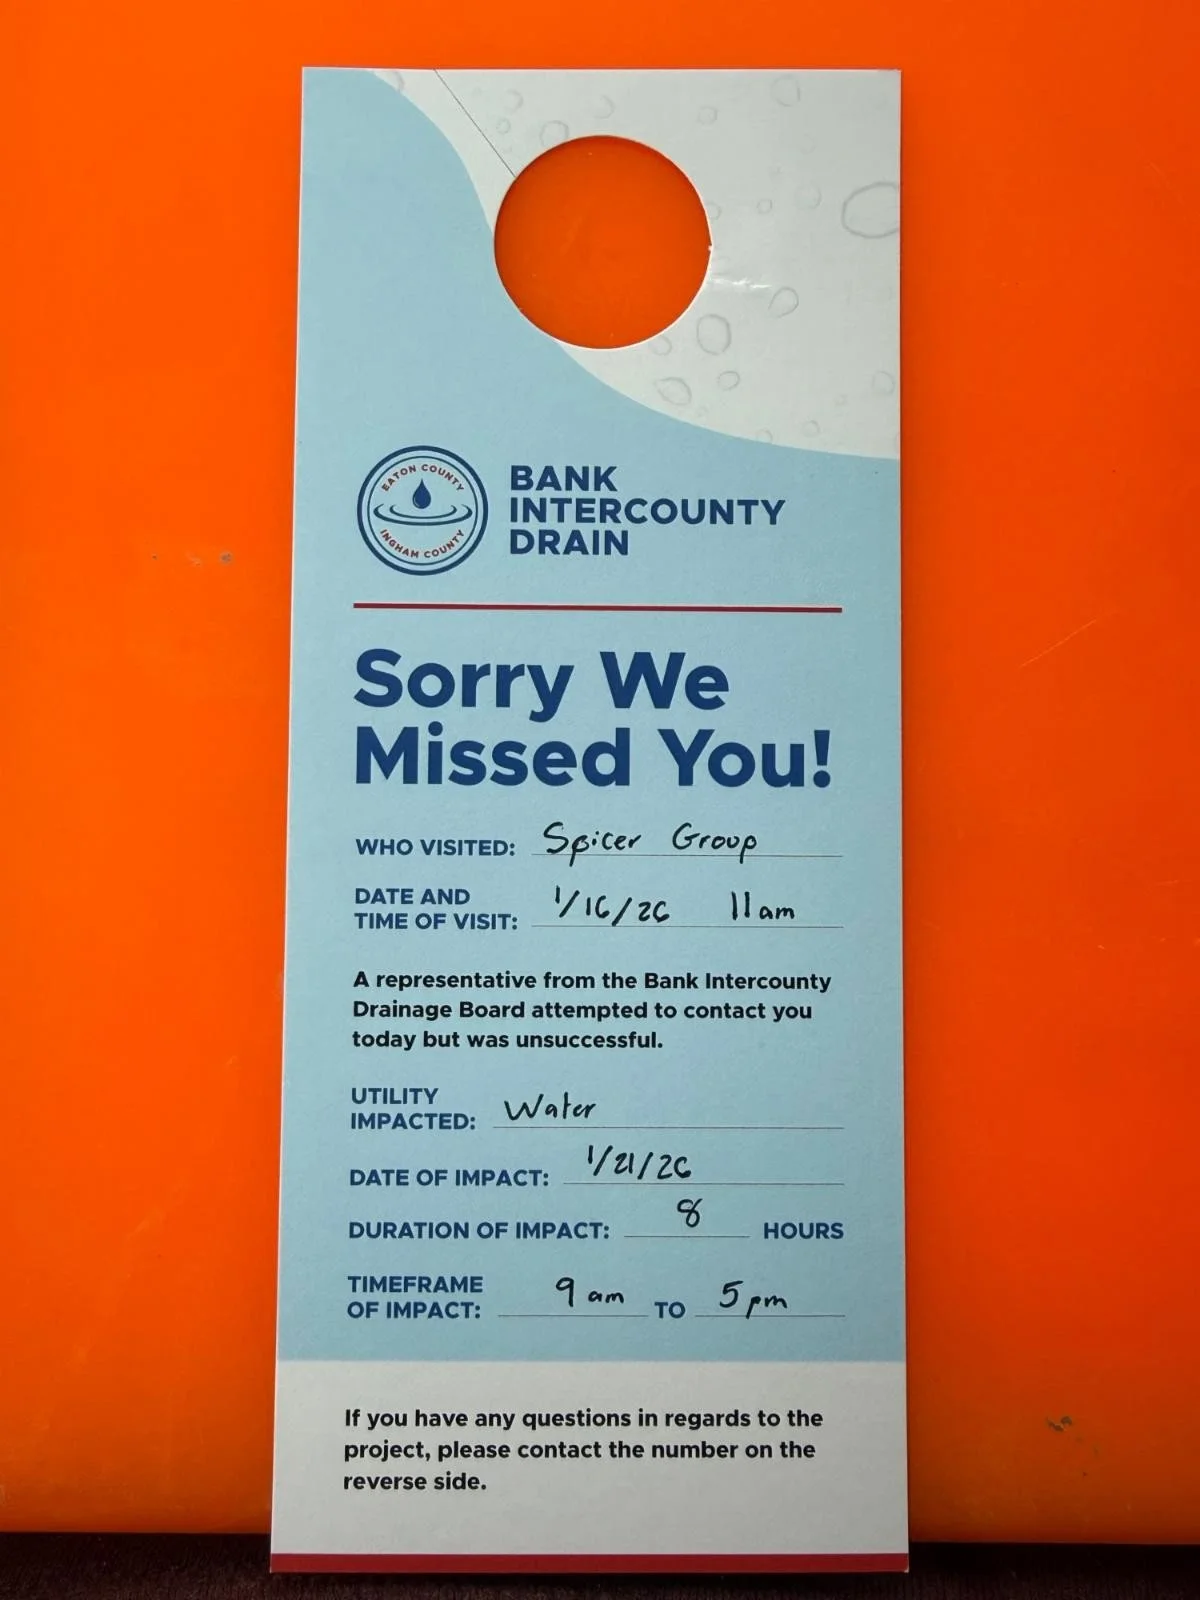 EATON COUNTY
INGHAM COUNTY
BANK
INTERCOUNTY
DRAIN
Sorry We
Missed You!
WHO VISITED: Spicer Group
DATE AND
TIME OF VISIT: 1/16/26 11am
A representative from the Bank Intercounty
Drainage Board attempted to contact you
today but was unsuccessful.
UTILITY
IMPACTED: Water
DATE OF IMPACT: 1/21/26
DURATION OF IMPACT: 8 HOURS
TIMEFRAME
OF IMPACT: 9 am TO 5 pm
If you have any questions in regards to the
project, please contact the number on the
reverse side.